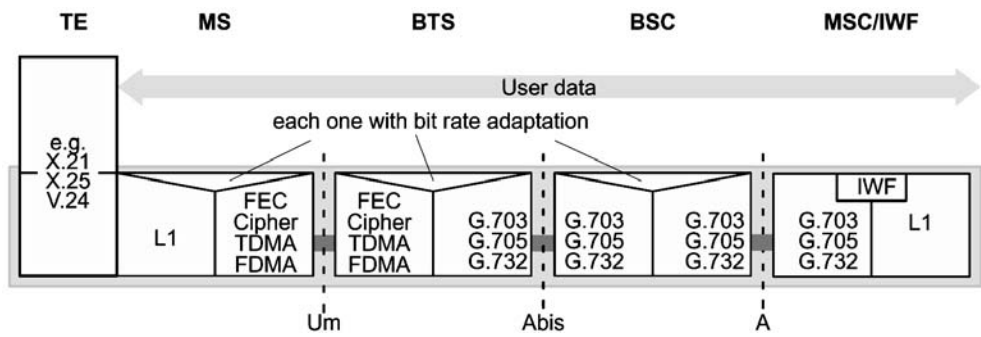 TE MS BTS BSC MSC/IWF
User data
each one with bit rate adaptation
e.g.
X.21
X.25
V.24
L1
FEC
Cipher
TDMA
FDMA
FEC
Cipher
TDMA
FDMA
G.703
G.705
G.732
G.703
G.705
G.732
G.703
G.705
G.732
G.703
G.705
G.732
IWF
L1
Um Abis A